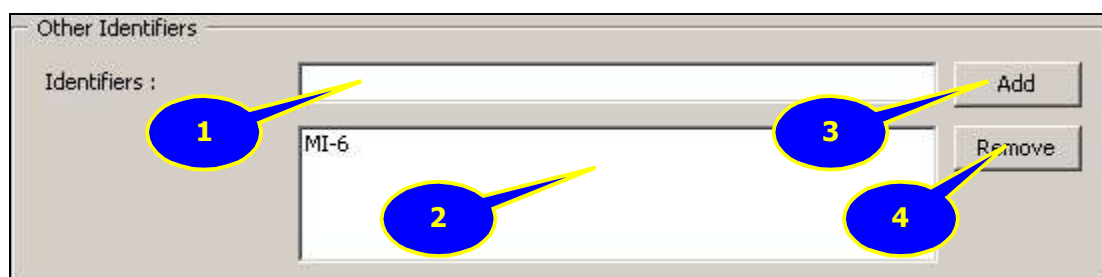 Other Identifiers
Identifiers :
Add
1
3
MI-6
Remove
2
4